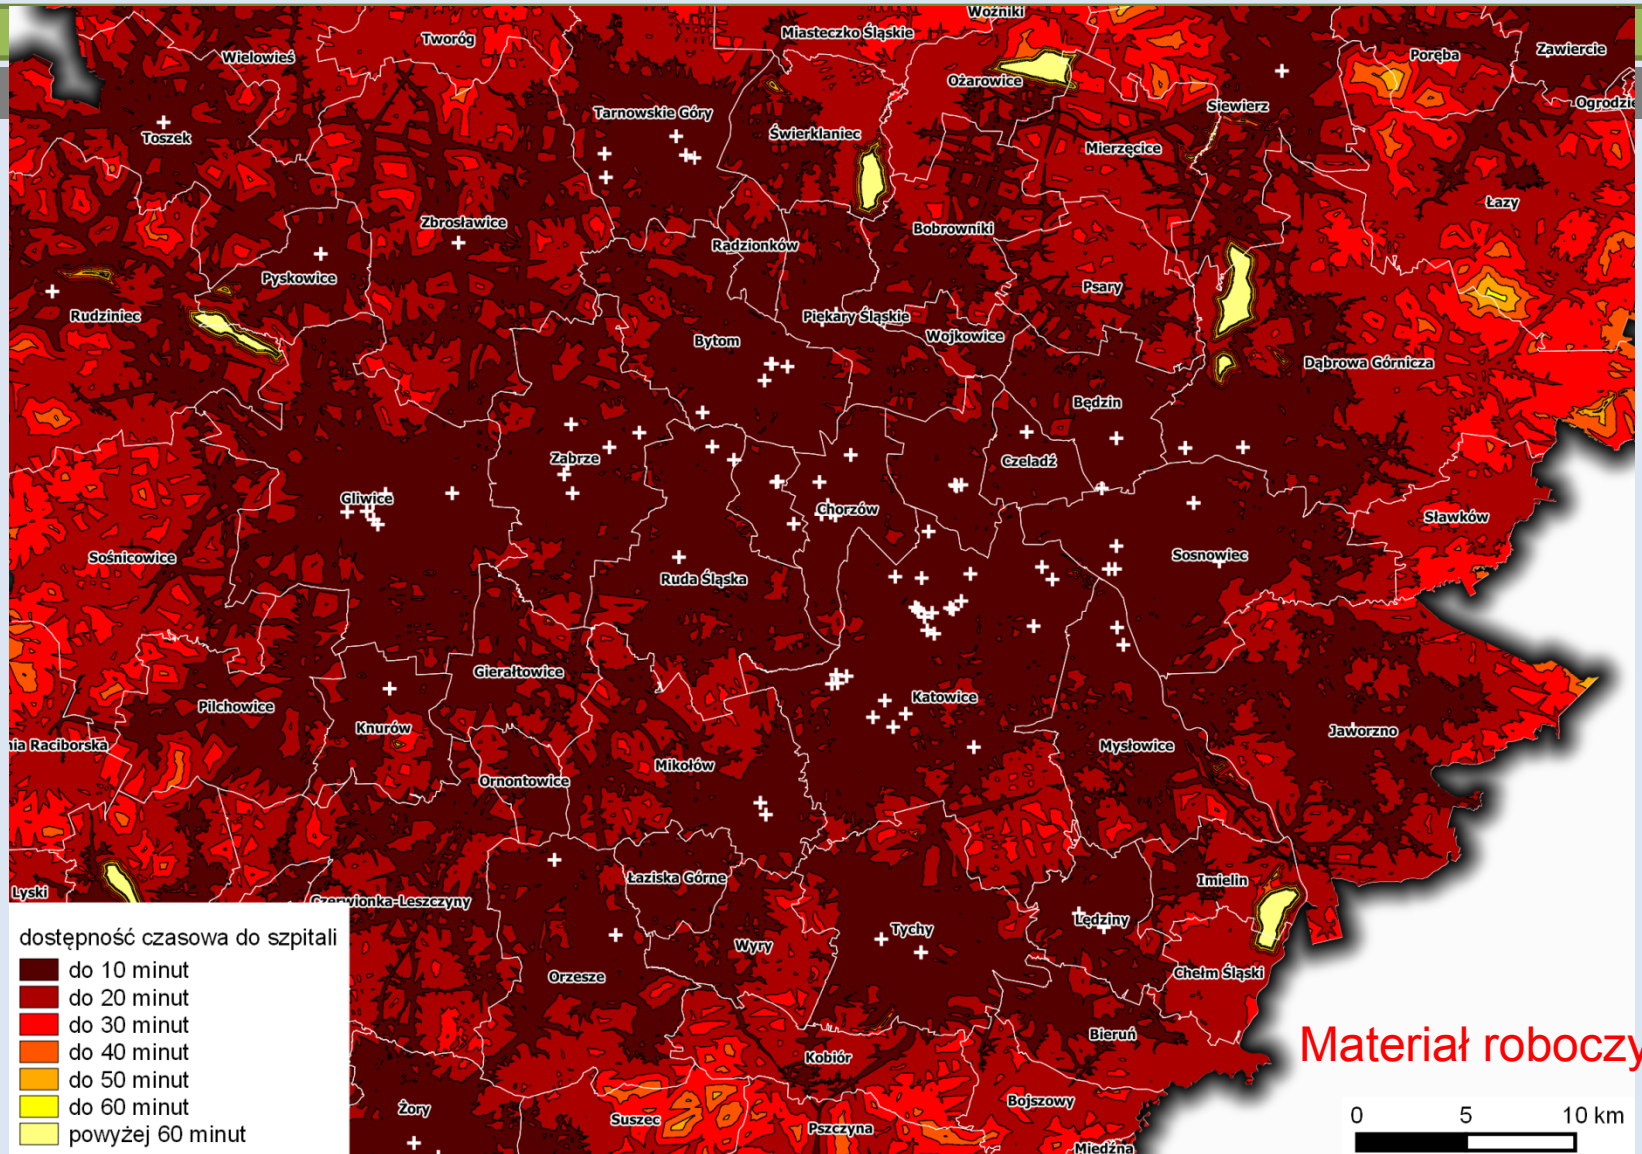 Woźniki
Miasteczko Śląskie
Tworóg
Wielowieś
Zawiercie
Poręba
Ożarowice
Ogrodzie
Siewierz
Tarnowskie Góry
Świerklaniec
Toszek
Mierzęcice
Łazy
Zbrosławice
Bobrowniki
Radzionków
Pyskowice
Psary
Rudziniec
Piekary Śląskie
Wojkowice
Bytom
Dąbrowa Górnicza
Będzin
Zabrze
Czeladź
Gliwice
Chorzów
Sławków
Sośnicowice
Sosnowiec
Ruda Śląska
Gierałtowice
Katowice
Pilchowice
Knurów
Jaworzno
nia Raciborska
Mysłowice
Mikołów
Ornontowice
Łaziska Górne
Imielin
Lyski
Czerwionka-Leszczyny
Lędziny
Tychy
Wyry
Chełm Śląski
Orzesze
Bieruń
Kobiór
Bojszowy
Żory
Suszec
Pszczyna
Miedźna
dostępność czasowa do szpitali
do 10 minut
do 20 minut
do 30 minut
do 40 minut
do 50 minut
do 60 minut
powyżej 60 minut
Materiał roboczy
0 5 10 km